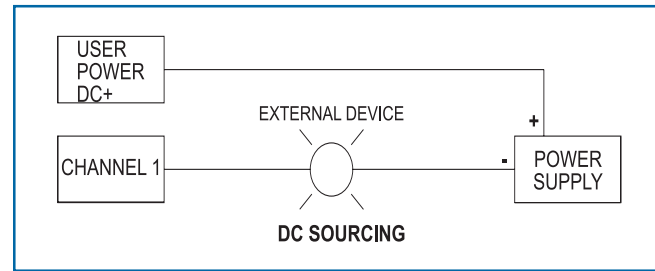 USER
POWER
DC+
EXTERNAL DEVICE
+
CHANNEL 1
-
POWER
SUPPLY
DC SOURCING